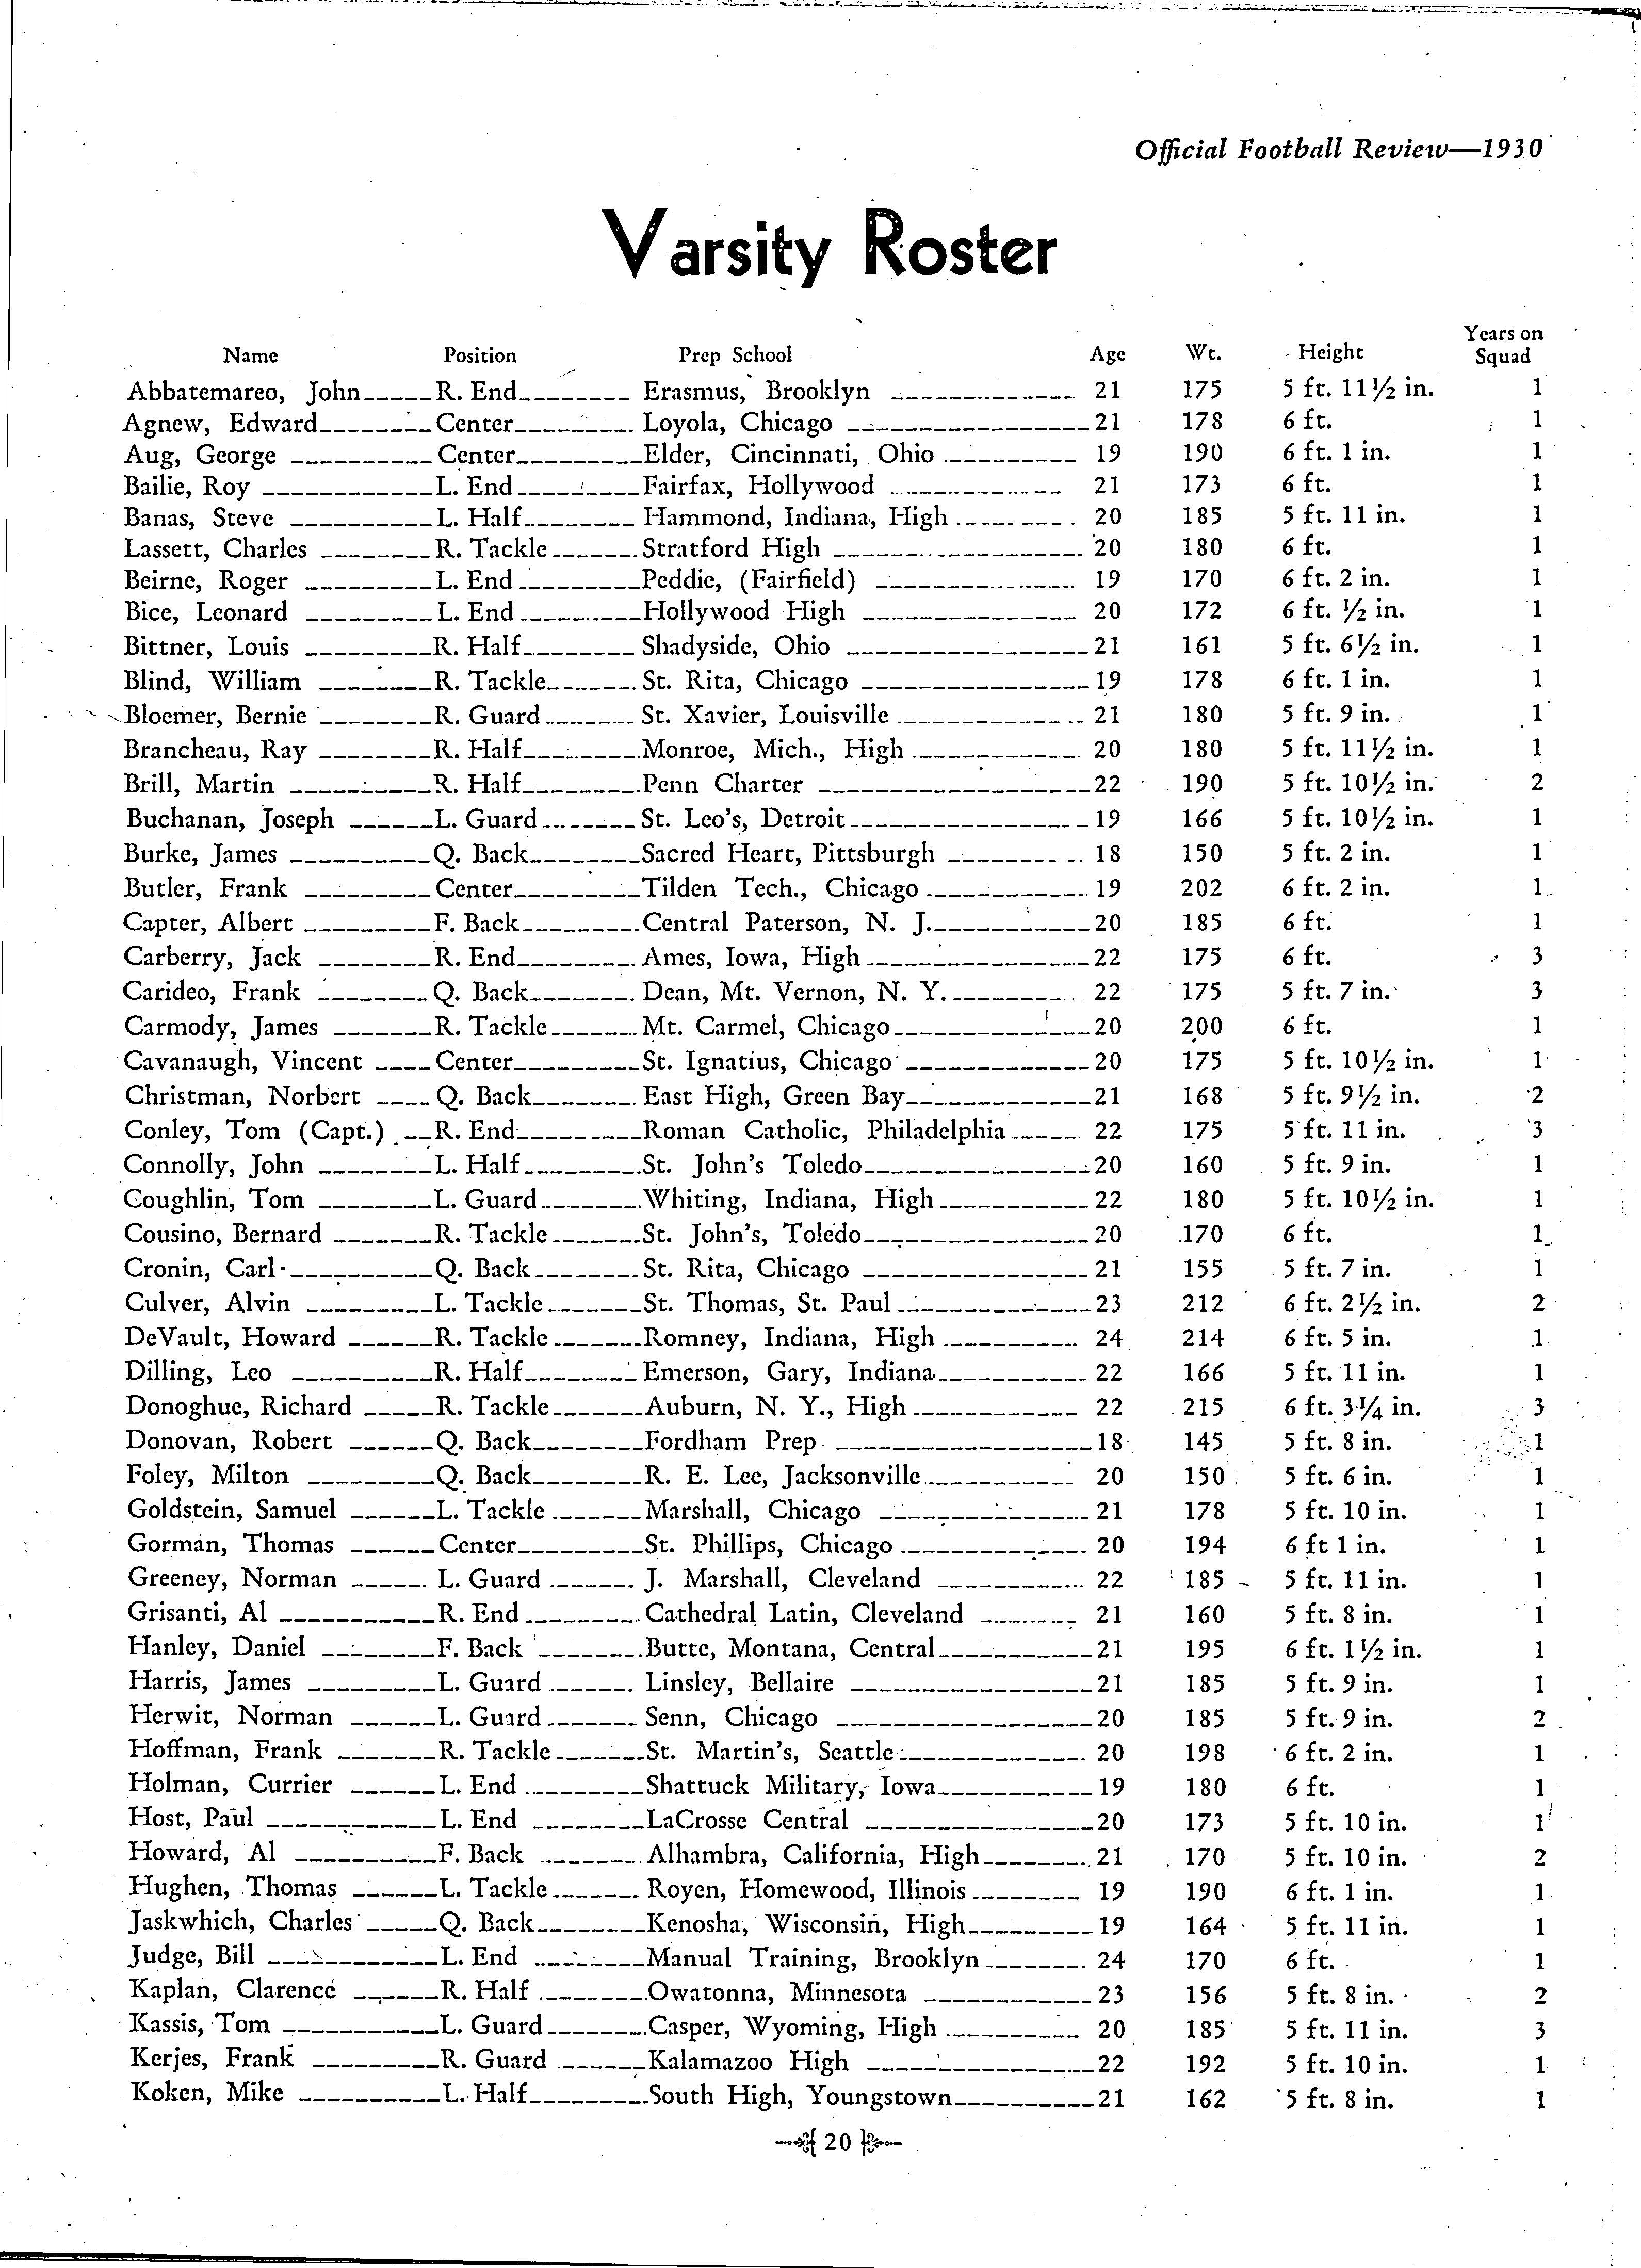 Official Football Review—1930
Varsity Roster
Name Position Prep School Age Wt. Height Years on Squad
Abbatemareo, John R. End Erasmus, Brooklyn 21 175 5 ft. 11½ in. 1
Agnew, Edward Center Loyola, Chicago 21 178 6 ft. 1
Aug, George Center Elder, Cincinnati, Ohio 19 190 6 ft. 1 in. 1
Bailie, Roy L. End Fairfax, Hollywood 21 173 6 ft. 1
Banas, Steve L. Half Hammond, Indiana, High 20 185 5 ft. 11 in. 1
Lassett, Charles R. Tackle Stratford High 20 180 6 ft. 1
Beirne, Roger L. End Peddie, (Fairfield) 19 170 6 ft. 2 in. 1
Bice, Leonard L. End Hollywood High 20 172 6 ft. ½ in. 1
Bittner, Louis R. Half Shadyside, Ohio 21 161 5 ft. 6½ in. 1
Blind, William R. Tackle St. Rita, Chicago 19 178 6 ft. 1 in. 1
Bloemer, Bernie R. Guard St. Xavier, Louisville 21 180 5 ft. 9 in. 1
Brancheau, Ray R. Half Monroe, Mich., High 20 180 5 ft. 11½ in. 1
Brill, Martin R. Half Penn Charter 22 190 5 ft. 10½ in. 2
Buchanan, Joseph L. Guard St. Leo's, Detroit 19 166 5 ft. 10½ in. 1
Burke, James Q. Back Sacred Heart, Pittsburgh 18 150 5 ft. 2 in. 1
Butler, Frank Center Tilden Tech., Chicago 19 202 6 ft. 2 in. 1
Capter, Albert F. Back Central Paterson, N. J. 20 185 6 ft. 1
Carberry, Jack R. End Ames, Iowa, High 22 175 6 ft. 3
Carideo, Frank Q. Back Dean, Mt. Vernon, N. Y. 22 175 5 ft. 7 in. 3
Carmody, James R. Tackle Mt. Carmel, Chicago 20 200 6 ft. 1
Cavanaugh, Vincent Center St. Ignatius, Chicago 20 175 5 ft. 10½ in. 1
Christman, Norbert Q. Back East High, Green Bay 21 168 5 ft. 9½ in. 2
Conley, Tom (Capt.) R. End Roman Catholic, Philadelphia 22 175 5 ft. 11 in. 3
Connolly, John L. Half St. John's Toledo 20 160 5 ft. 9 in. 1
Coughlin, Tom L. Guard Whiting, Indiana, High 22 180 5 ft. 10½ in. 1
Cousino, Bernard R. Tackle St. John's, Toledo 20 170 6 ft. 1
Cronin, Carl Q. Back St. Rita, Chicago 21 155 5 ft. 7 in. 1
Culver, Alvin L. Tackle St. Thomas, St. Paul 23 212 6 ft. 2½ in. 2
DeVault, Howard R. Tackle Romney, Indiana, High 24 214 6 ft. 5 in. 1
Dilling, Leo R. Half Emerson, Gary, Indiana 22 166 5 ft. 11 in. 1
Donoghue, Richard R. Tackle Auburn, N. Y., High 22 215 6 ft. 3¼ in. 3
Donovan, Robert Q. Back Fordham Prep 18 145 5 ft. 8 in. 1
Foley, Milton Q. Back R. E. Lee, Jacksonville 20 150 5 ft. 6 in. 1
Goldstein, Samuel L. Tackle Marshall, Chicago 21 178 5 ft. 10 in. 1
Gorman, Thomas Center St. Phillips, Chicago 20 194 6 ft 1 in. 1
Greeney, Norman L. Guard J. Marshall, Cleveland 22 185 5 ft. 11 in. 1
Grisanti, Al R. End Cathedral Latin, Cleveland 21 160 5 ft. 8 in. 1
Hanley, Daniel F. Back Butte, Montana, Central 21 195 6 ft. 1½ in. 1
Harris, James L. Guard Linsley, Bellaire 21 185 5 ft. 9 in. 1
Herwit, Norman L. Guard Senn, Chicago 20 185 5 ft. 9 in. 2
Hoffman, Frank R. Tackle St. Martin's, Seattle 20 198 6 ft. 2 in. 1
Holman, Currier L. End Shattuck Military, Iowa 19 180 6 ft. 1
Host, Paul L. End LaCrosse Central 20 173 5 ft. 10 in. 1
Howard, Al F. Back Alhambra, California, High 21 170 5 ft. 10 in. 2
Hughen, Thomas L. Tackle Royen, Homewood, Illinois 19 190 6 ft. 1 in. 1
Jaskwhich, Charles Q. Back Kenosha, Wisconsin, High 19 164 5 ft. 11 in. 1
Judge, Bill L. End Manual Training, Brooklyn 24 170 6 ft. 1
Kaplan, Clarence R. Half Owatonna, Minnesota 23 156 5 ft. 8 in. 2
Kassis, Tom L. Guard Casper, Wyoming, High 20 185 5 ft. 11 in. 3
Kerjes, Frank R. Guard Kalamazoo High 22 192 5 ft. 10 in. 1
Koken, Mike L. Half South High, Youngstown 21 162 5 ft. 8 in. 1
20